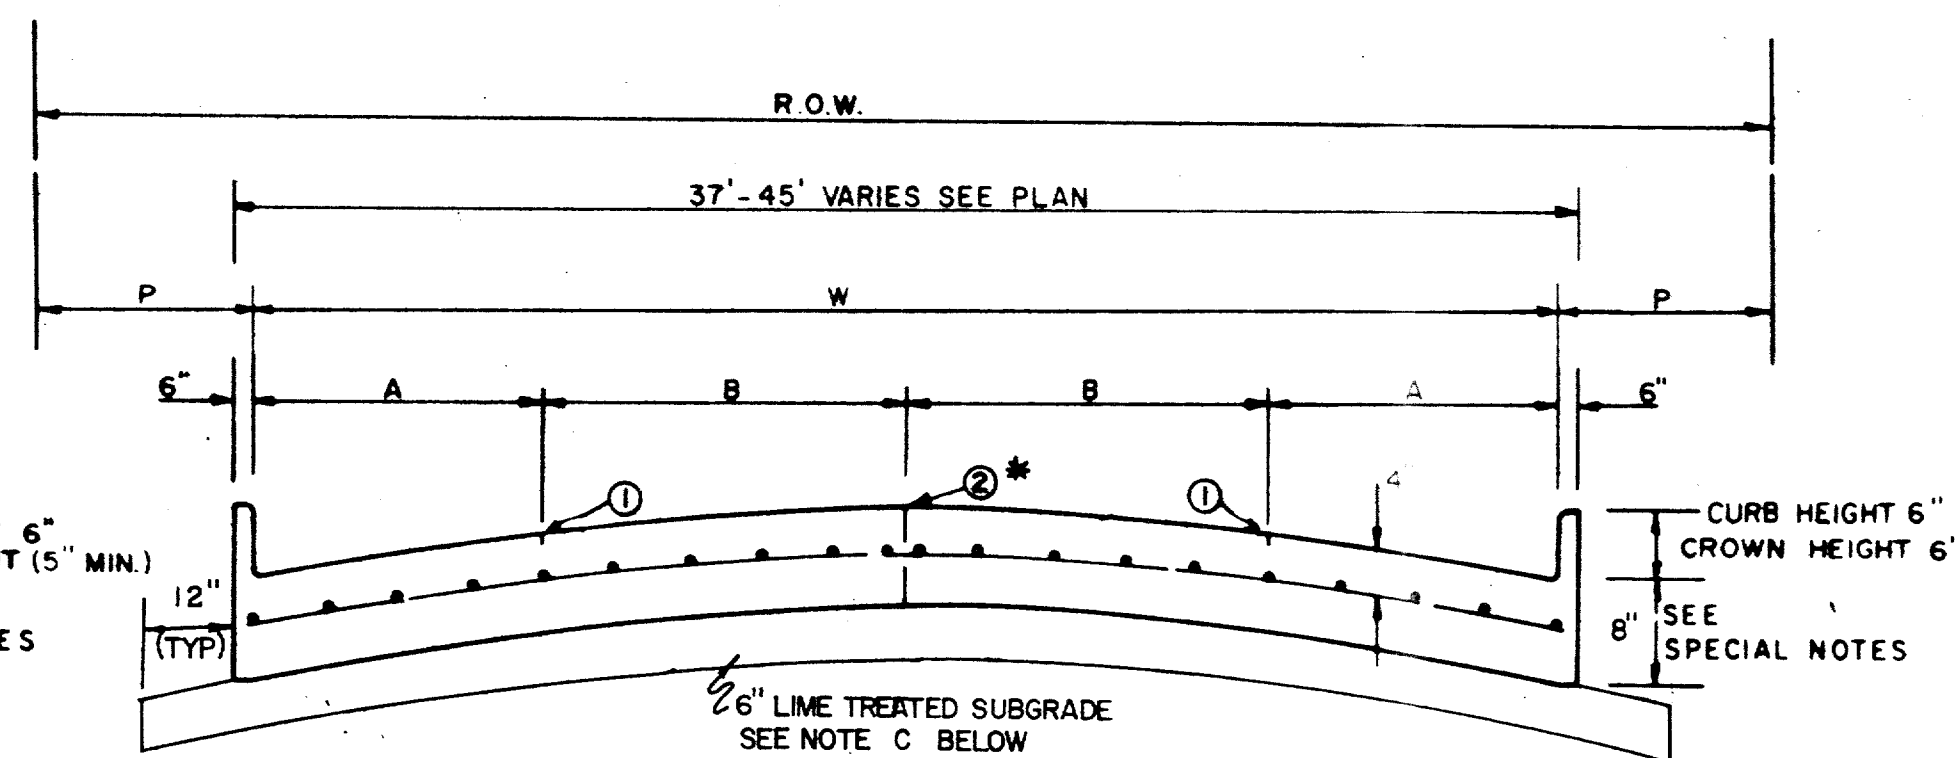 R.O.W.
37'-45' VARIES SEE PLAN
P W P
6" A B B A 6"
1 2 * 1 4"
6" CURB HEIGHT 6"
T (5" MIN.) CROWN HEIGHT 6'
12"
(TYP)
ES
8" SEE
SPECIAL NOTES
6" LIME TREATED SUBGRADE
SEE NOTE C BELOW